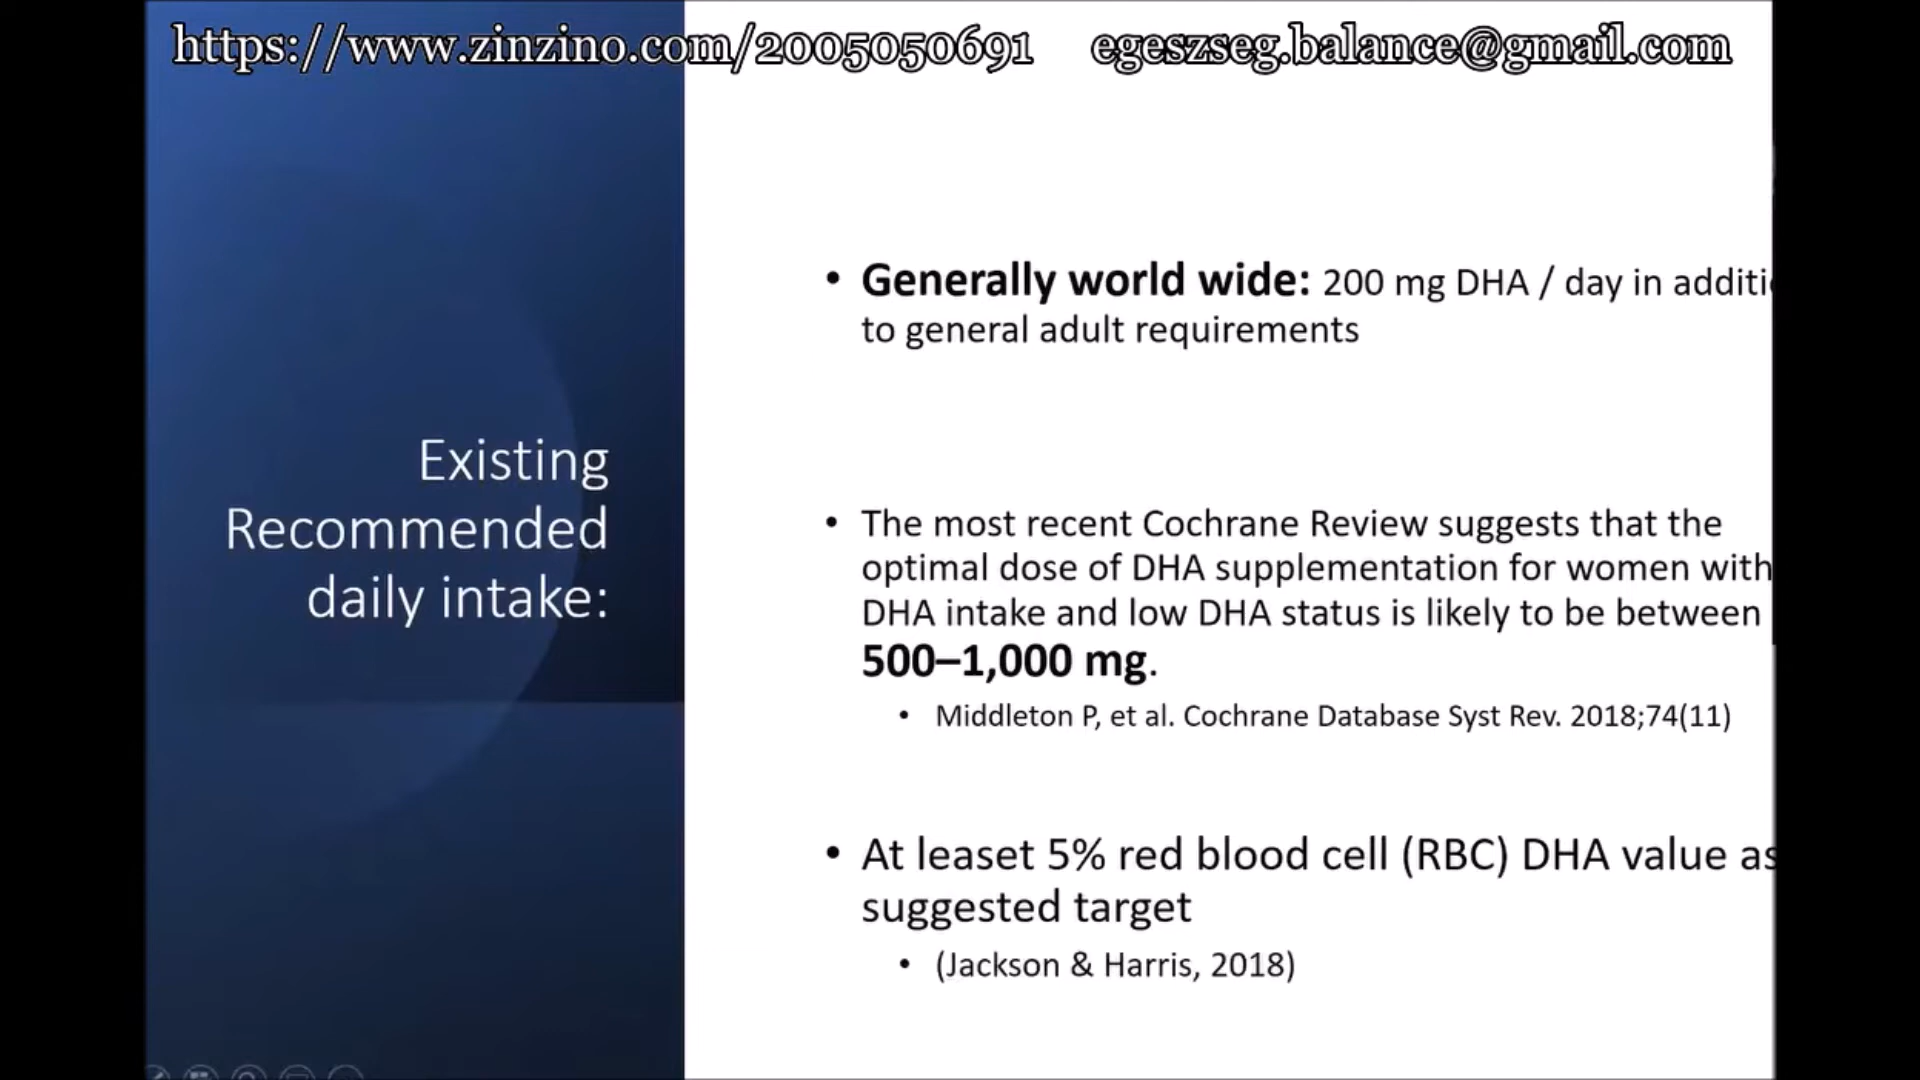 https://www.zinzino.com/2005050691 egeszseg.balance@gmail.com
Existing
Recommended
daily intake:
• Generally world wide: 200 mg DHA / day in additi
to general adult requirements
• The most recent Cochrane Review suggests that the
optimal dose of DHA supplementation for women with
DHA intake and low DHA status is likely to be between
500–1,000 mg.
• Middleton P, et al. Cochrane Database Syst Rev. 2018;74(11)
• At leaset 5% red blood cell (RBC) DHA value as
suggested target
• (Jackson & Harris, 2018)